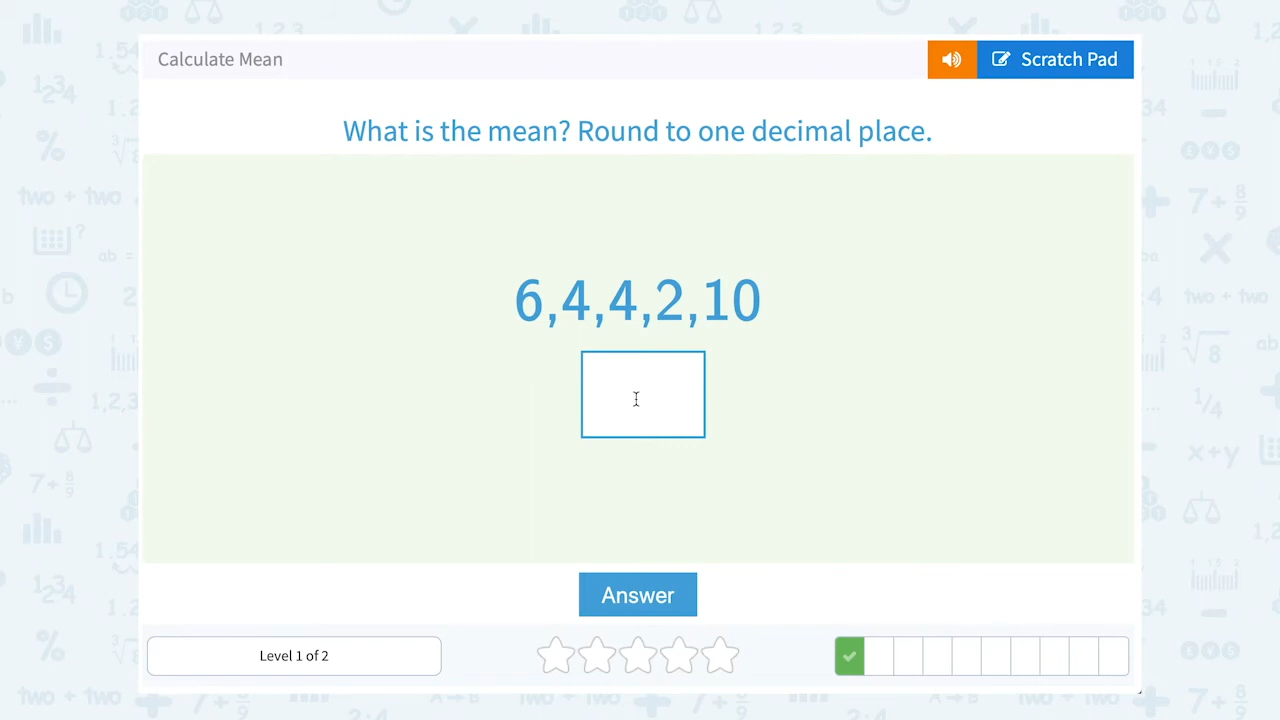 Calculate Mean
Scratch Pad
What is the mean? Round to one decimal place.
6,4,4,2,10
Answer
Level 1 of 2